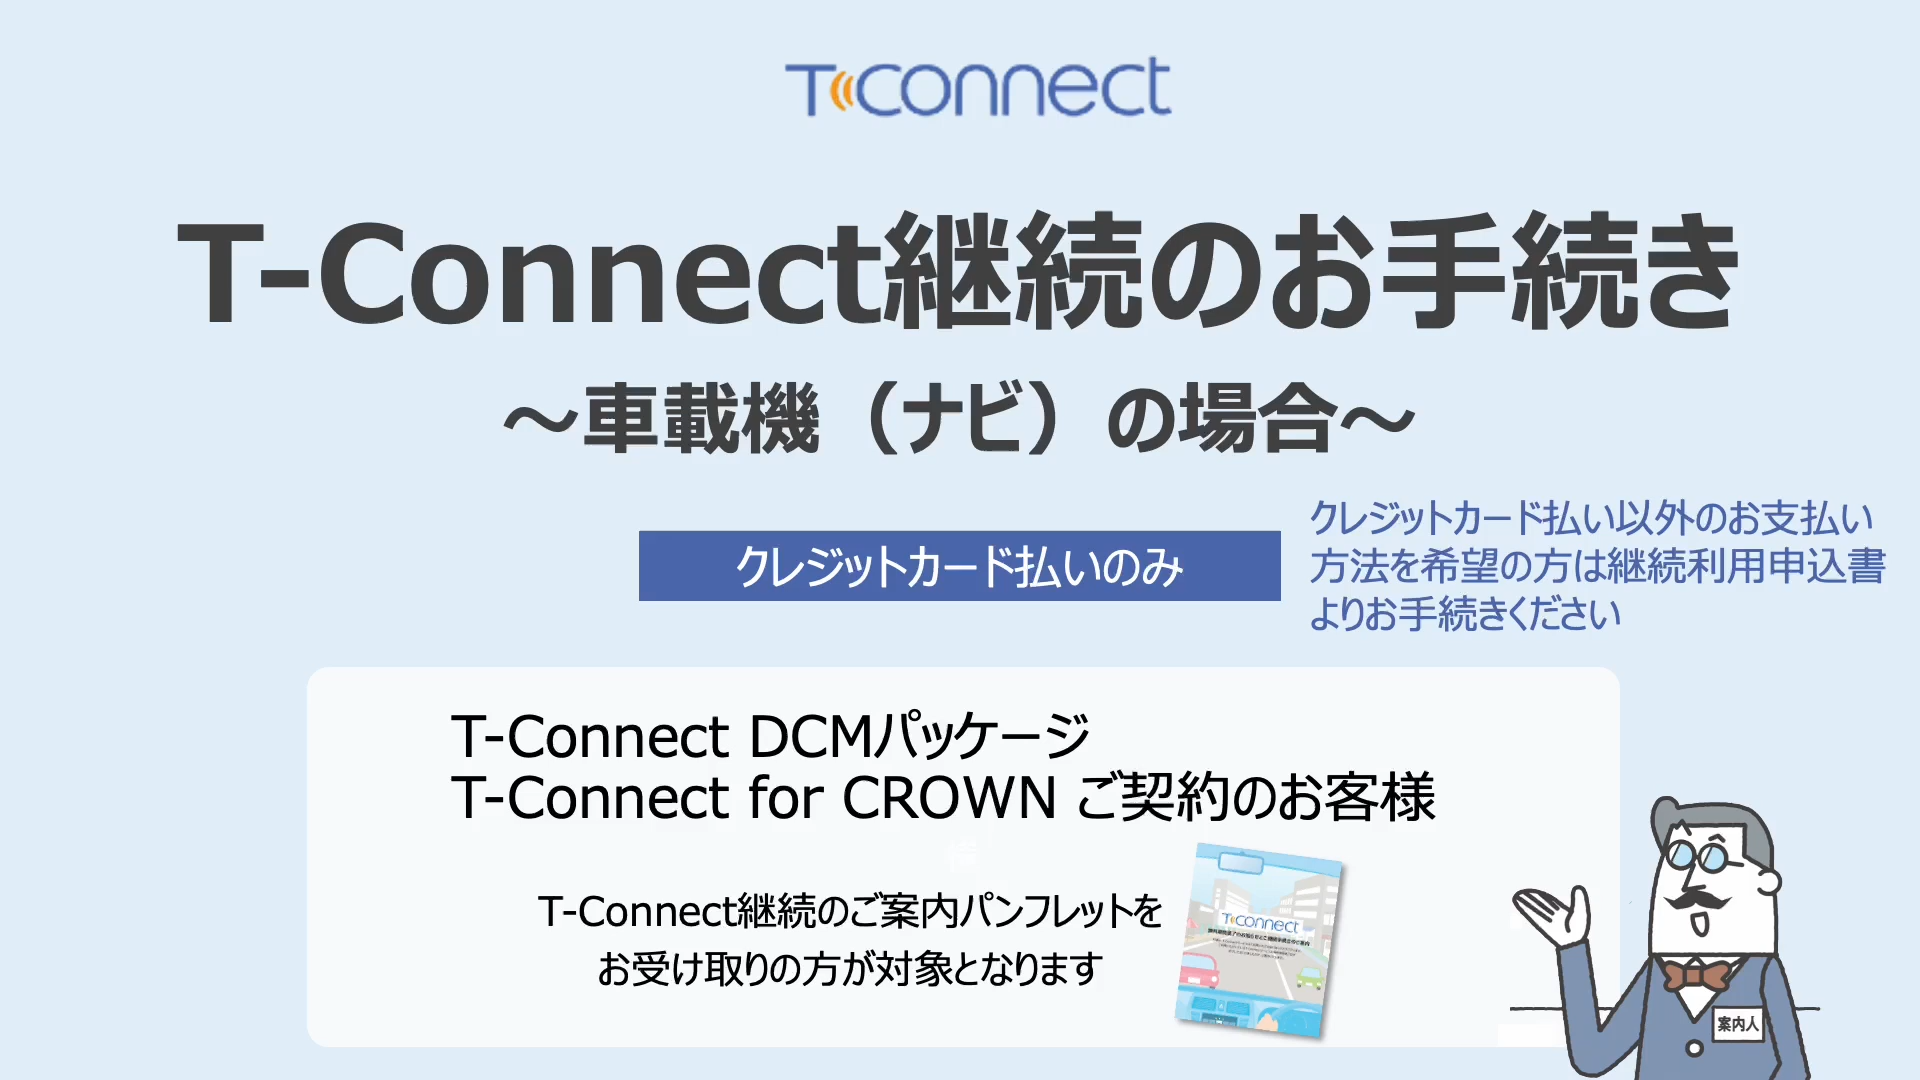 T-Connect
T-Connect継続のお手続き
～車載機（ナビ）の場合～
クレジットカード払いのみ
クレジットカード払い以外のお支払い
方法を希望の方は継続利用申込書
よりお手続きください
T-Connect DCMパッケージ
T-Connect for CROWN ご契約のお客様
T-Connect継続のご案内パンフレットを
お受け取りの方が対象となります
T-Connect
案内人